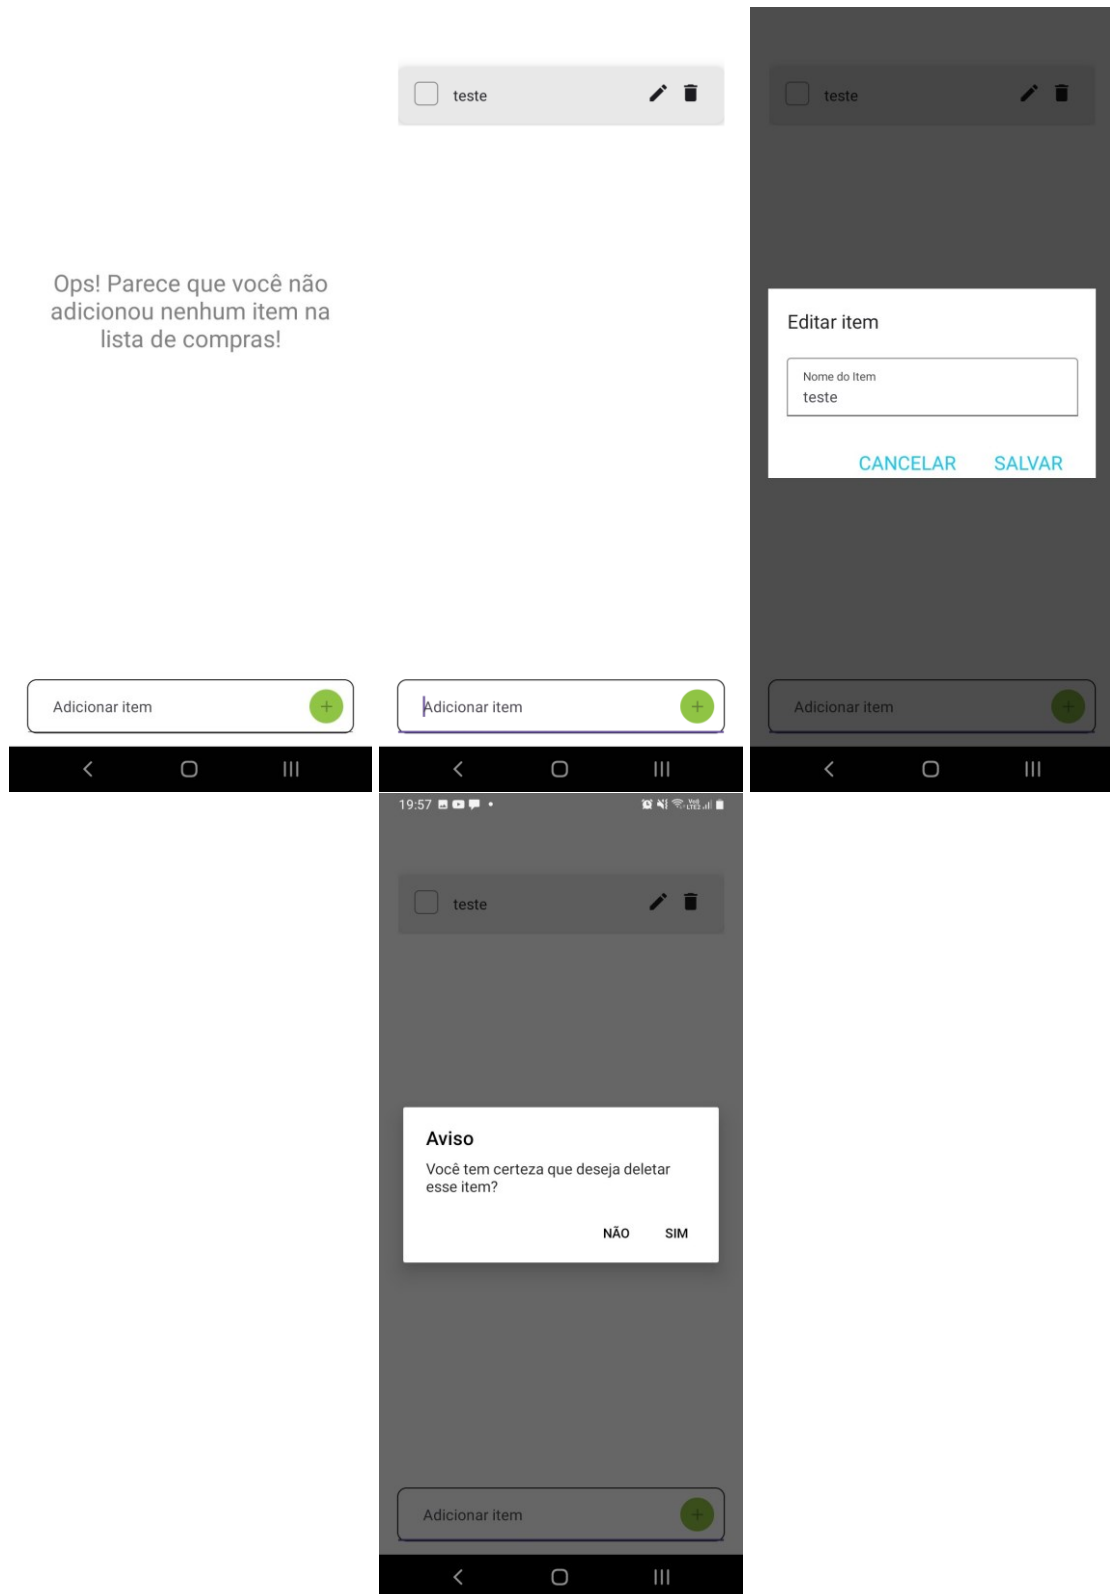 Ops! Parece que você não
adicionou nenhum item na
lista de compras!
Adicionar item
teste
Adicionar item
teste
Editar item
Nome do Item
teste
CANCELAR SALVAR
Adicionar item
19:57
teste
Aviso
Você tem certeza que deseja deletar
esse item?
NÃO SIM
Adicionar item